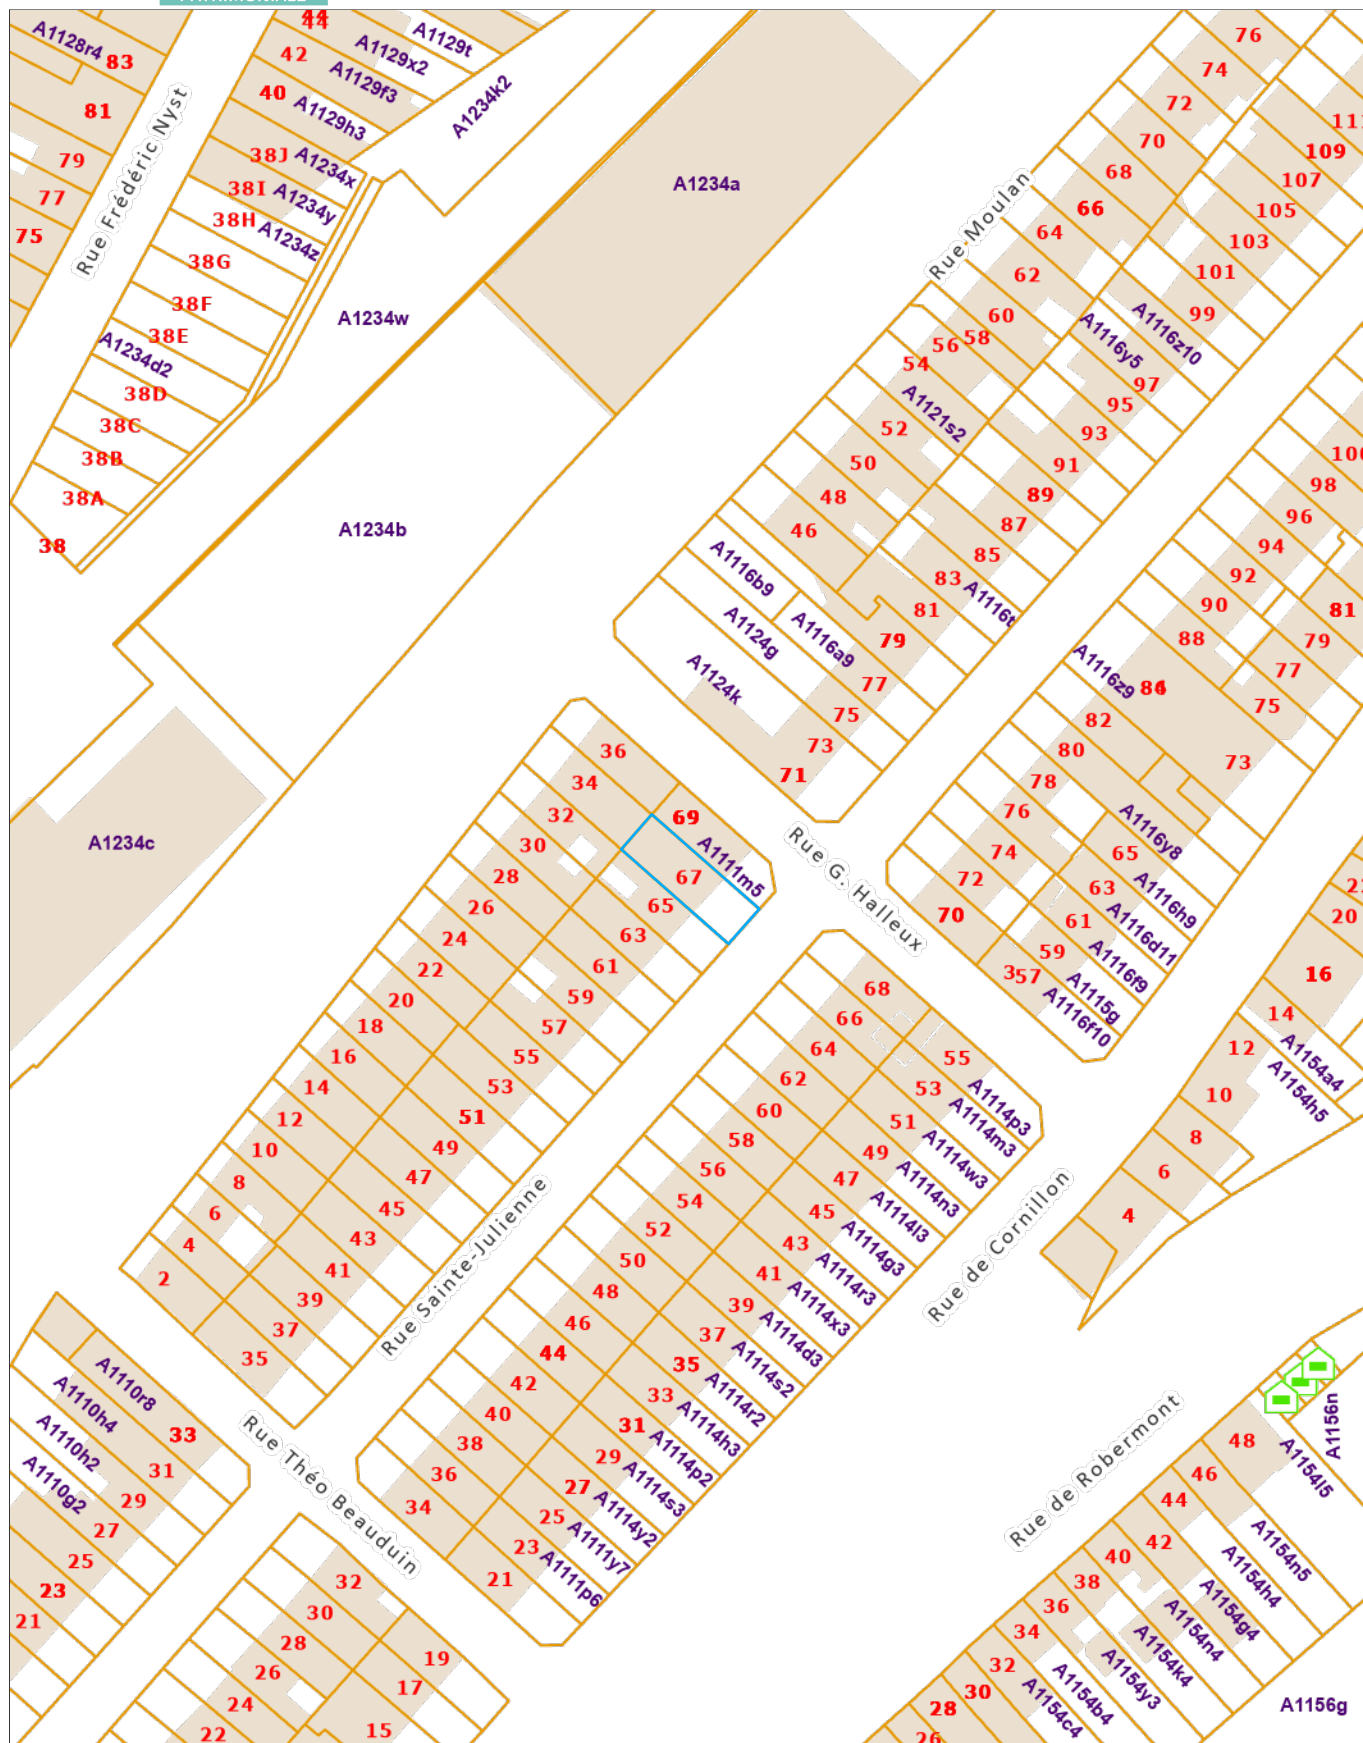 A1128r4
83
81
79
77
75
Rue Frédéric Nyst
44
42
40
A1129t
A1129x2
A1129f3
A1129h3
A1234k2
38J
A1234x
38I
A1234y
38H
A1234z
38G
38F
38E
A1234d2
38D
38C
38B
38A
38
A1234w
A1234a
A1234b
A1234c
Rue Moulan
76
74
72
70
68
66
64
62
60
58
56
54
A1121s2
52
50
48
46
109
107
105
103
101
99
A1116z10
A1116y5
97
95
93
91
89
87
85
83
A1116t
81
79
77
75
73
71
A1116b9
A1116a9
A1124g
A1124k
98
96
94
92
90
88
A1116z9
82
80
78
76
74
72
70
81
79
77
75
73
A1116y8
65
A1116h9
63
A1116d11
61
A1116f9
59
A1115g
57
A1116f10
Rue G. Halleux
36
34
32
30
28
26
24
22
20
18
16
14
12
10
8
6
4
2
69
A1111m5
67
65
63
61
59
57
55
53
51
49
47
45
43
41
39
37
35
Rue Sainte-Julienne
68
66
64
62
60
58
56
54
52
50
48
46
44
42
40
38
36
34
55
A1114p3
53
A1114m3
51
A1114w3
49
A1114n3
47
A1114l3
45
A1114g3
43
A1114r3
41
A1114x3
39
A1114d3
37
A1114s2
35
A1114r2
33
A1114h3
31
A1114p2
29
A1114s3
27
A1114y2
25
A1111y7
23
A1111p6
21
Rue de Cornillon
20
16
14
A1154a4
12
A1154h5
10
8
6
4
A1110r8
A1110h4
A1110h2
A1110g2
33
31
29
27
25
23
21
Rue Théo Beauduin
32
30
28
26
24
22
19
17
15
Rue de Robermont
A1156n
A1154l5
48
46
44
42
40
38
36
34
32
30
28
26
A1154n5
A1154h4
A1154g4
A1154n4
A1154k4
A1154y3
A1154b4
A1154c4
A1156g